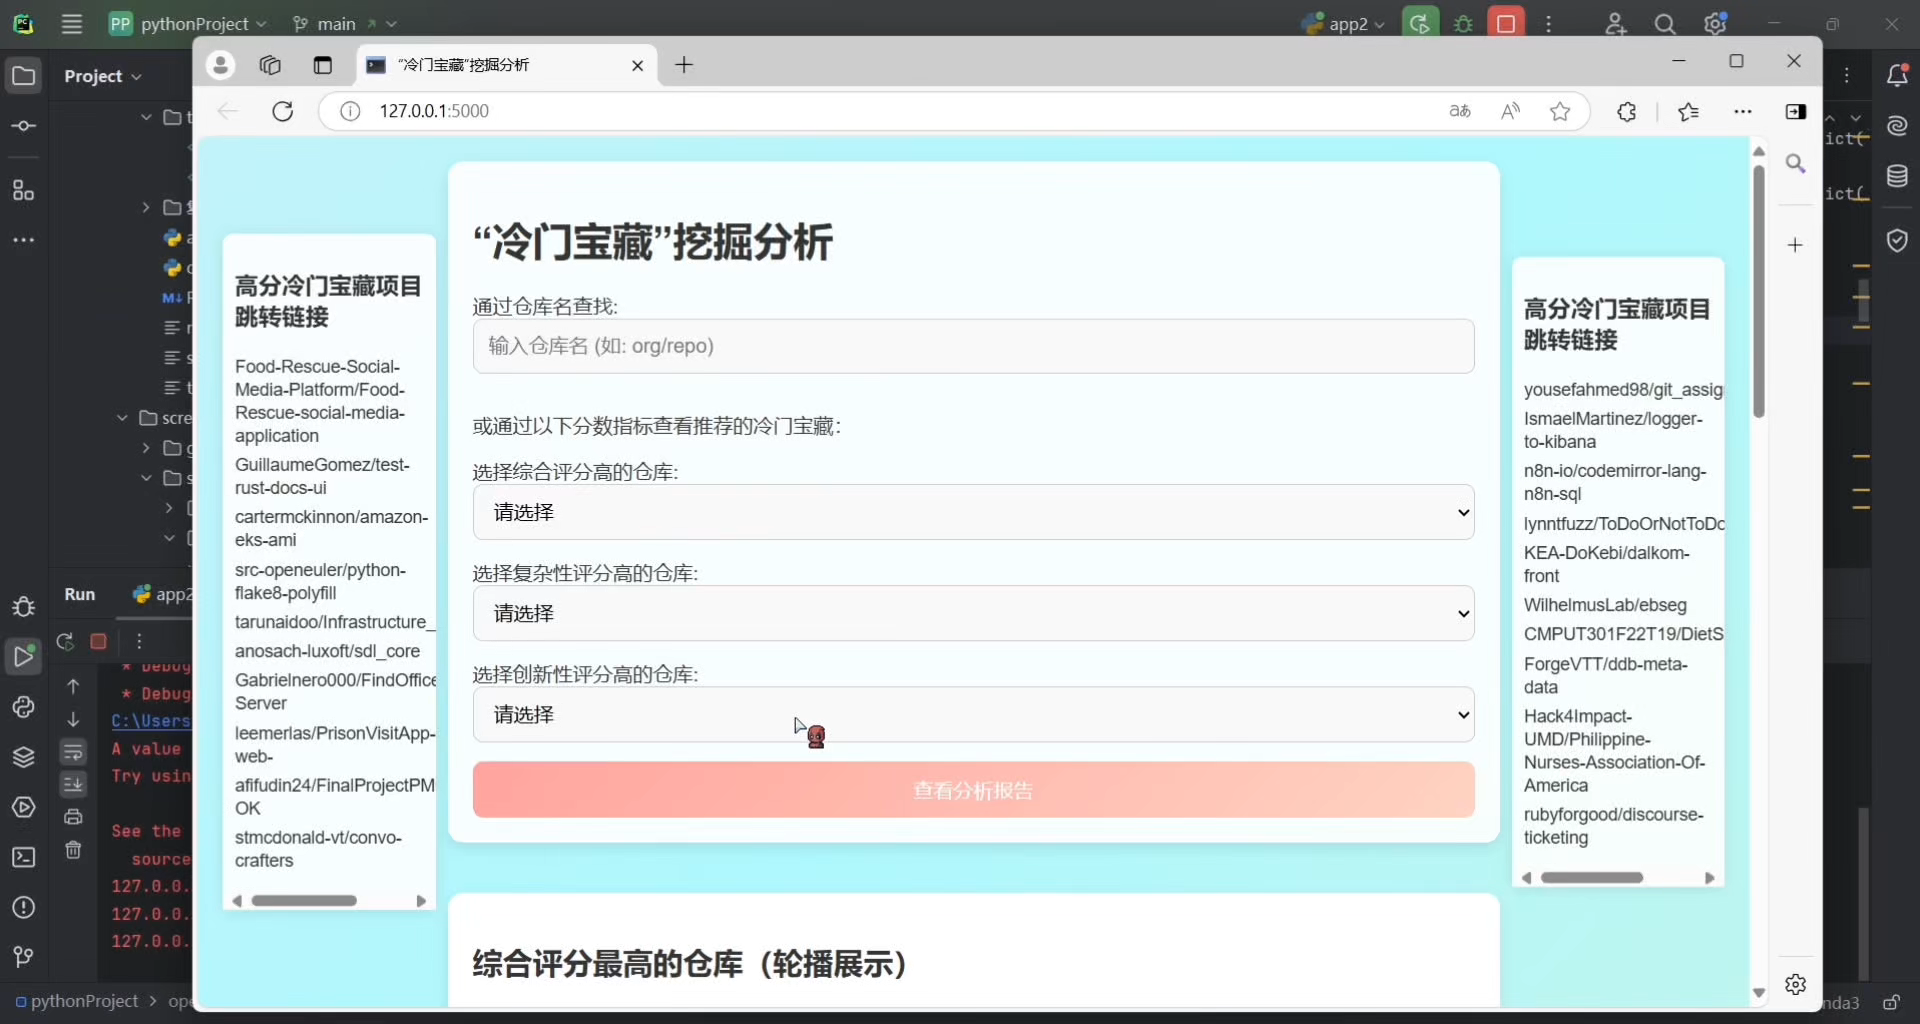 PP pythonProject
main
app2
Project
"冷门宝藏"挖掘分析
127.0.0.1:5000
aあ
“冷门宝藏”挖掘分析
通过仓库名查找:
输入仓库名 (如: org/repo)
或通过以下分数指标查看推荐的冷门宝藏:
选择综合评分高的仓库:
请选择
选择复杂性评分高的仓库:
请选择
选择创新性评分高的仓库:
请选择
查看分析报告
综合评分最高的仓库（轮播展示）
高分冷门宝藏项目
跳转链接
Food-Rescue-Social-
Media-Platform/Food-
Rescue-social-media-
application
GuillaumeGomez/test-
rust-docs-ui
cartermckinnon/amazon-
eks-ami
src-openeuler/python-
flake8-polyfill
tarunaidoo/Infrastructure_
anosach-luxoft/sdl_core
Gabrielnero000/FindOffice
Server
leemerlas/PrisonVisitApp-
web-
afifudin24/FinalProjectPM
OK
stmcdonald-vt/convo-
crafters
高分冷门宝藏项目
跳转链接
yousefahmed98/git_assig
IsmaelMartinez/logger-
to-kibana
n8n-io/codemirror-lang-
n8n-sql
lynntfuzz/ToDoOrNotToDo
KEA-DoKebi/dalkom-
front
WilhelmusLab/ebseg
CMPUT301F22T19/DietS
ForgeVTT/ddb-meta-
data
Hack4Impact-
UMD/Philippine-
Nurses-Association-Of-
America
rubyforgood/discourse-
ticketing
ict(
ict(
scre
Run
app2
* Debug
* Debug
C:\Users
A value
Try usin
See the
source
127.0.0.
127.0.0.
127.0.0.
pythonProject > ope
nda3